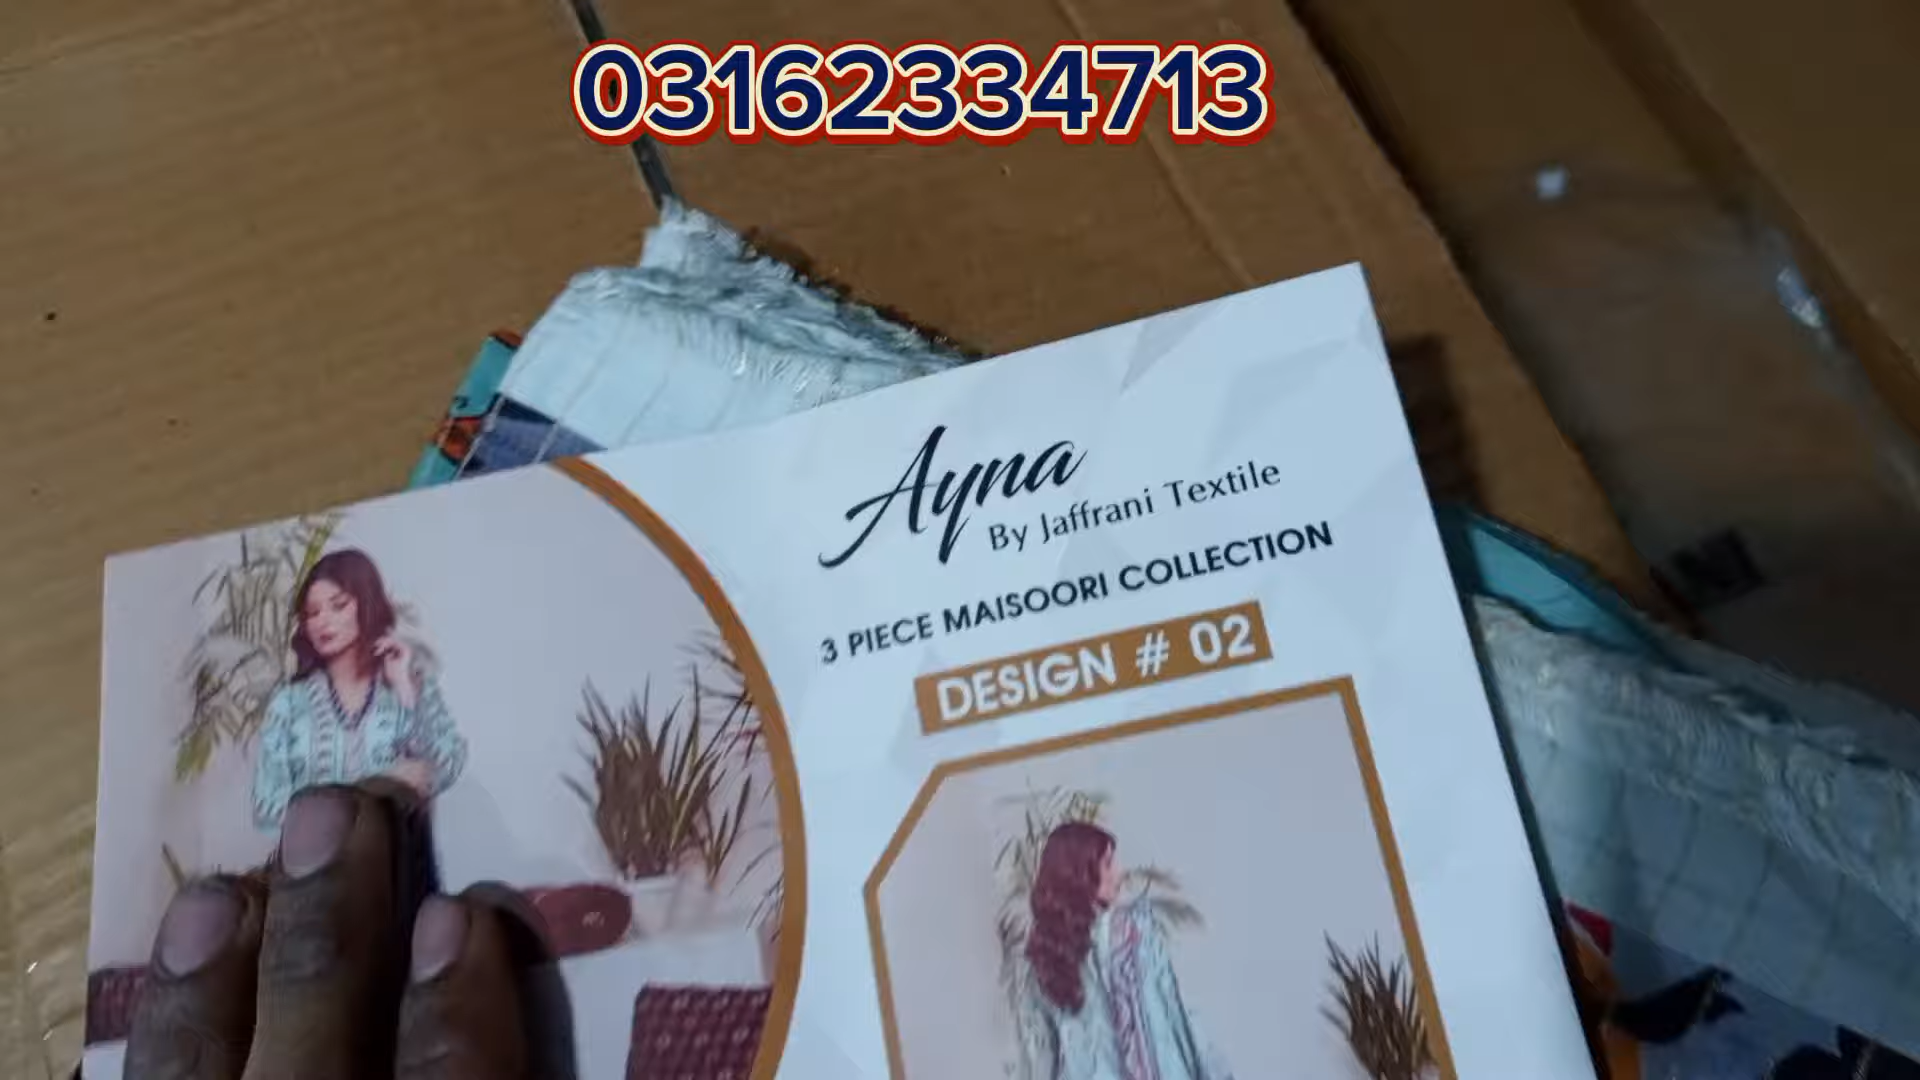 03162334713
Ayna
By Jaffrani Textile
3 PIECE MAISOORI COLLECTION
DESIGN # 02